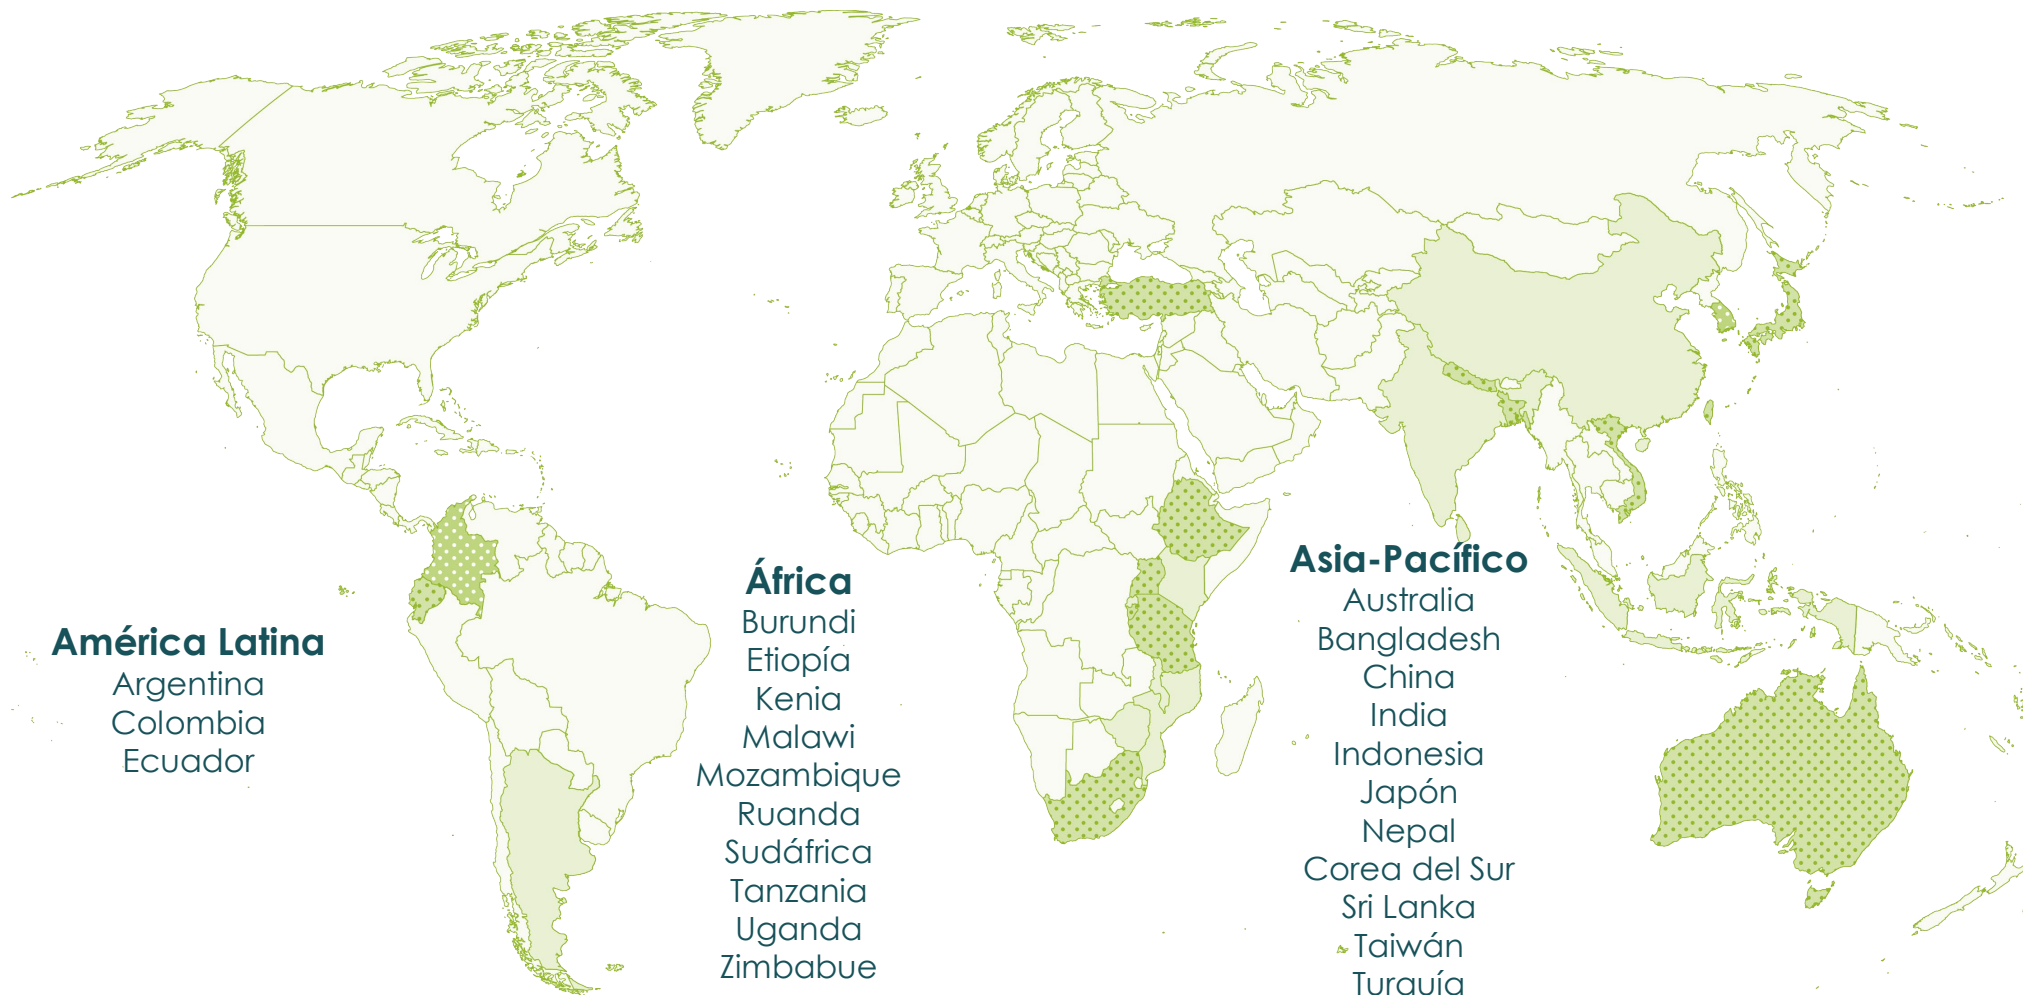 América Latina
Argentina
Colombia
Ecuador
África
Burundi
Etiopía
Kenia
Malawi
Mozambique
Ruanda
Sudáfrica
Tanzania
Uganda
Zimbabue
Asia-Pacífico
Australia
Bangladesh
China
India
Indonesia
Japón
Nepal
Corea del Sur
Sri Lanka
Taiwán
Turquía